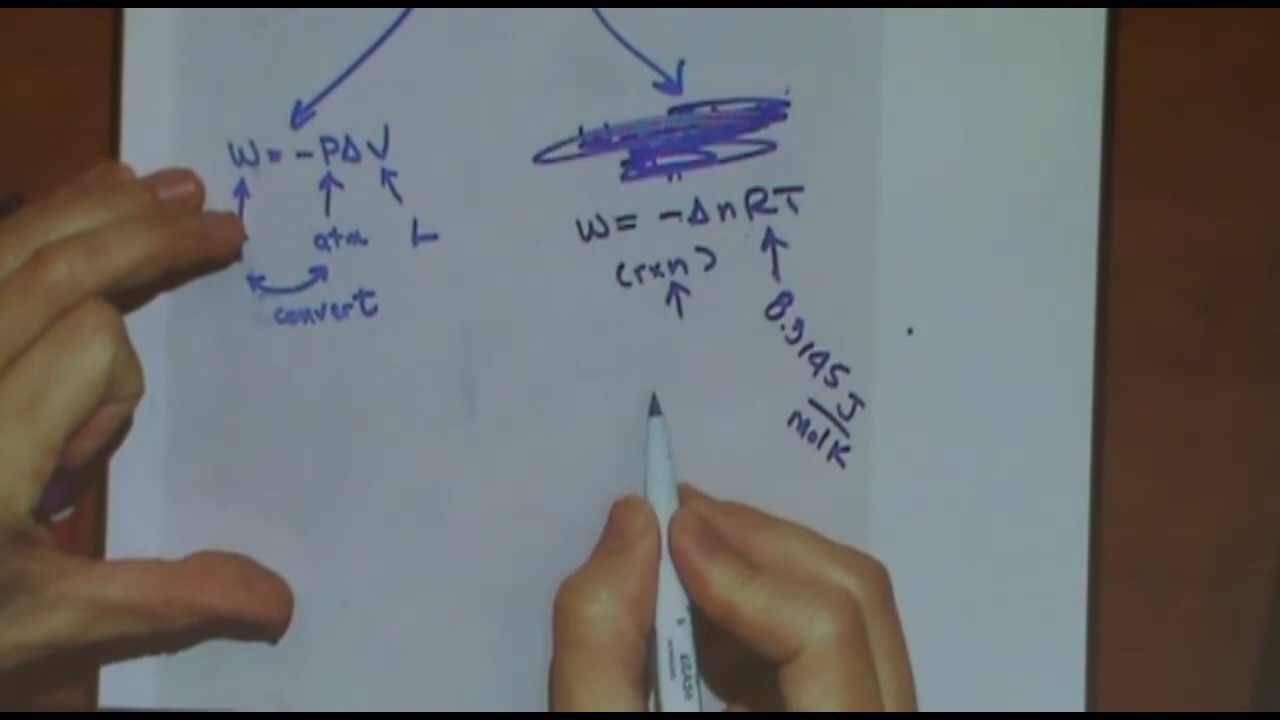 W = -PΔV
atm L
convert
W = -ΔnRT
(rxn)
8.3145 J
mol K